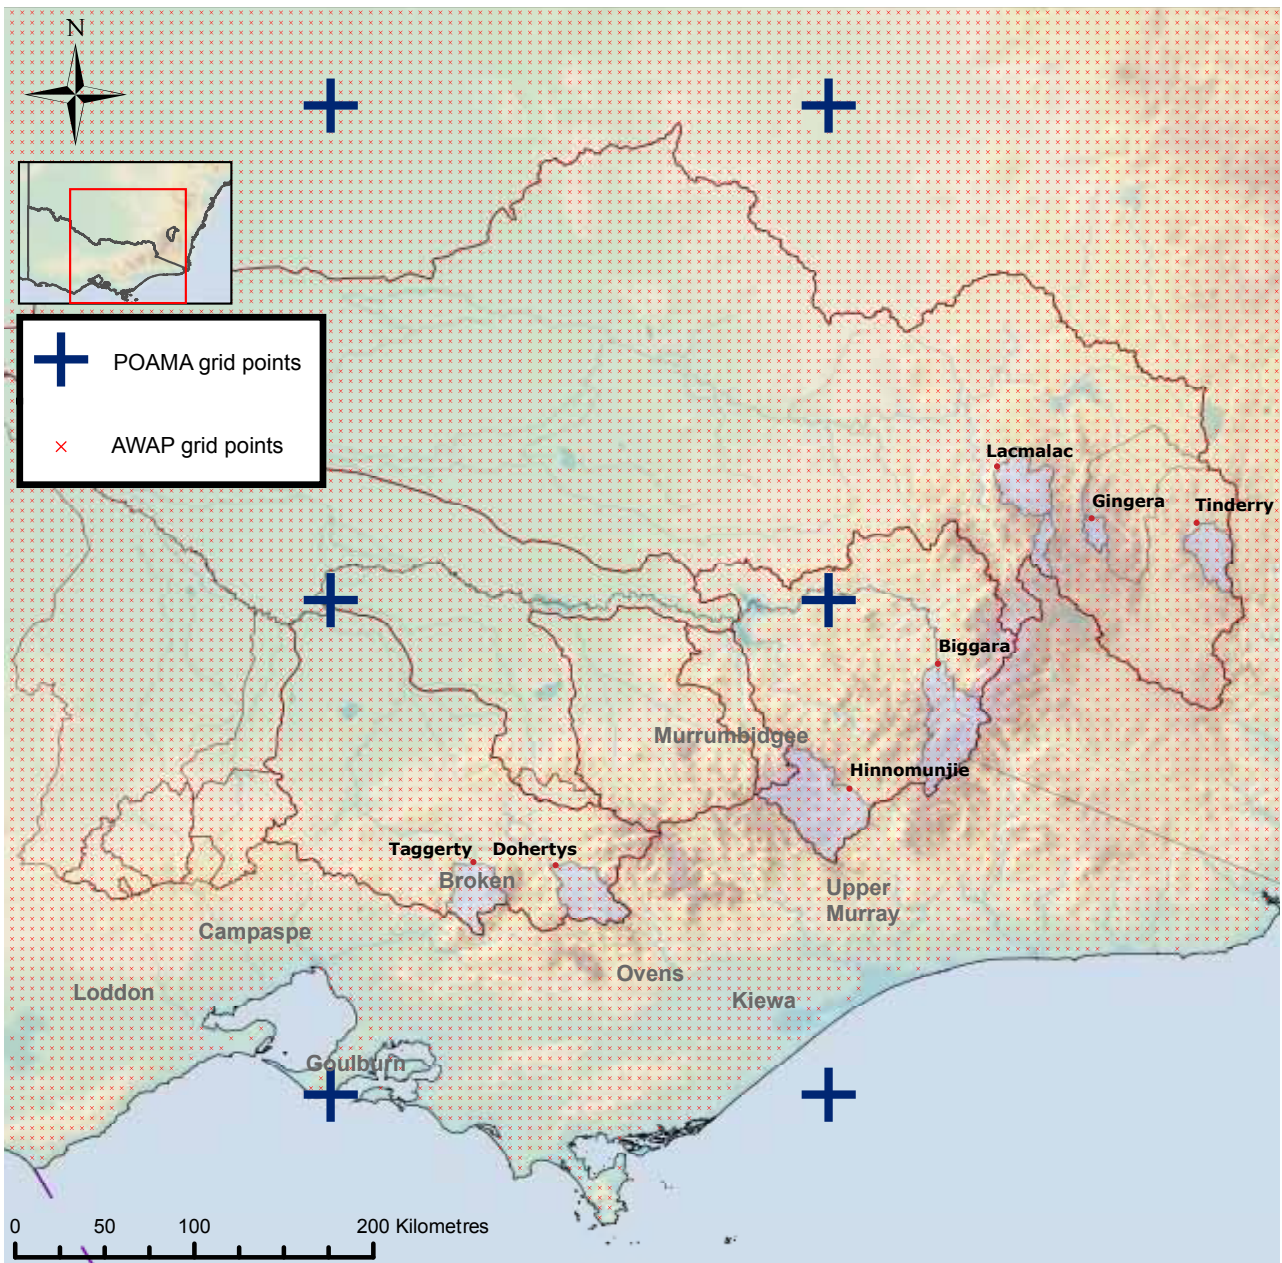 N
POAMA grid points
AWAP grid points
Lacmalac
Gingera
Tinderry
Biggara
Murrumbidgee
Hinnomunjie
Taggerty
Dohertys
Broken
Upper
Murray
Campaspe
Ovens
Loddon
Kiewa
Goulburn
0 50 100 200 Kilometres